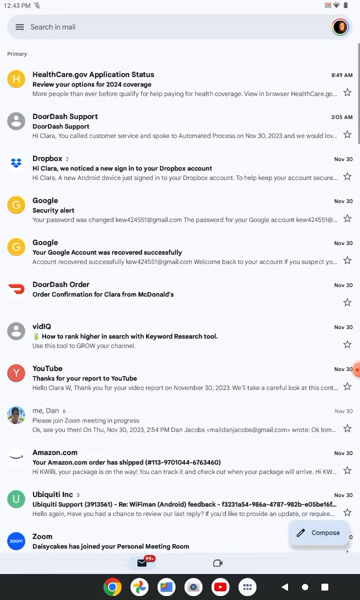 12:43 PM
Search in mail
Primary
H
HealthCare.gov Application Status
8:49 AM
Review your options for 2024 coverage
More people than ever before qualify for help paying for health coverage. View in browser HealthCare.go...
DoorDash Support
3:05 AM
DoorDash Support
Hi Clara, You called customer service and spoke to Automated Process on Nov 30, 2023 and we would lov...
Dropbox 2
Nov 30
Hi Clara, we noticed a new sign in to your Dropbox account
Hi Clara, A new Android device just signed in to your Dropbox account. To help keep your account secure...
G
Google
Nov 30
Security alert
Your password was changed kew424551@gmail.com The password for your Google account kew424551@...
G
Google
Nov 30
Your Google Account was recovered successfully
Account recovered successfully kew424551@gmail.com Welcome back to your account If you suspect yo...
DoorDash Order
Nov 30
Order Confirmation for Clara from McDonald's
vidIQ
Nov 30
How to rank higher in search with Keyword Research tool.
Use this tool to GROW your channel.
Y
YouTube
Nov 30
Thanks for your report to YouTube
Hello Clara W, Thank you for your video report on November 30, 2023. We'll take a careful look at this cont...
me, Dan 6
Nov 30
Please join Zoom meeting in progress
Ok, see you then! On Thu, Nov 30, 2023, 2:54 PM Dan Jacobs <maildanjacobs@gmail.com> wrote: Ok tom...
Amazon.com
Nov 30
Your Amazon.com order has shipped (#113-9701044-6763460)
Hi KWilli, your package is on the way! You can track it and check out when your package will arrive. Hi KW...
U
Ubiquiti Inc 3
Nov 30
Ubiquiti Support (3913561) - Re: WiFiman (Android) feedback - f3231a54-986a-4787-982b-e05be16f...
Hello again, Have you had a chance to review our last reply? If you'd like to provide an update, or require...
zoom
Zoom
Daisycakes has joined your Personal Meeting Room
Compose
99+